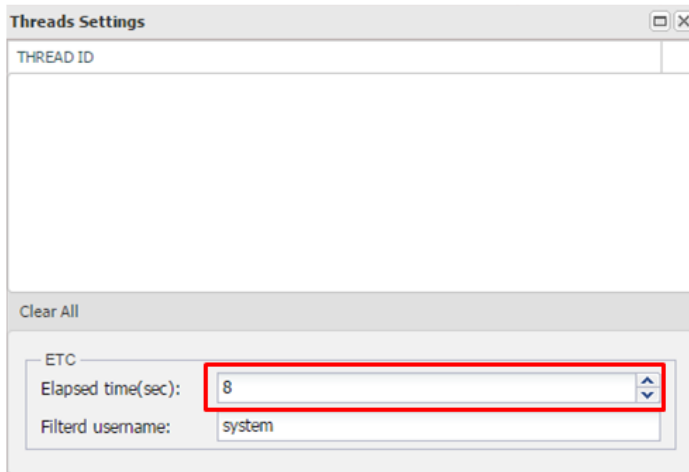 Threads Settings
THREAD ID
Clear All
ETC
Elapsed time(sec): 8
Filterd username: system